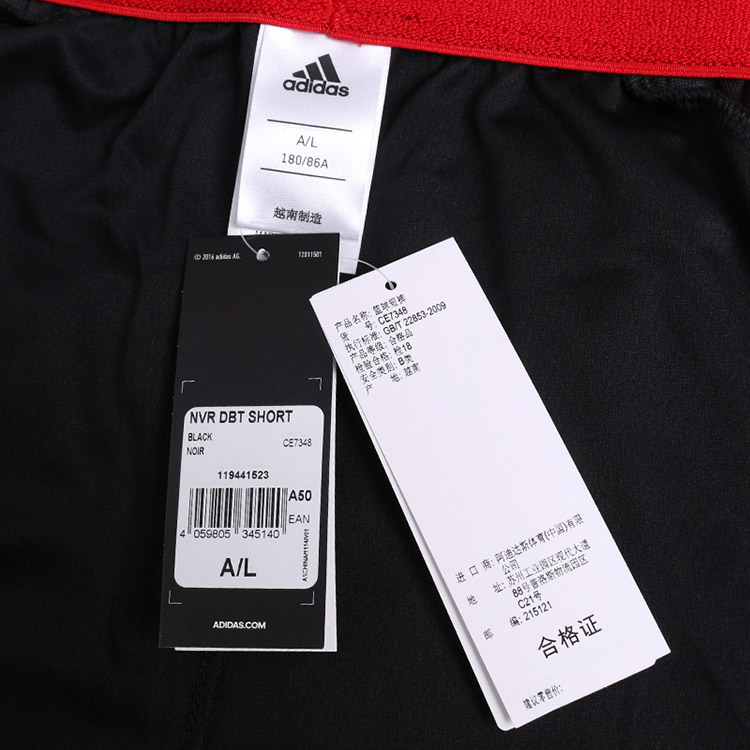 adidas
A/L
180/86A
越南制造
© 2016 adidas AG.
12811501
NVR DBT SHORT
BLACK
CE7348
NOIR
119441523
A50
EAN
4 059805 345140
A/L
ADIDAS.COM
产品名称: 篮球短裤
货 号: CE7348
执行标准: GB/T 22853-2009
产品等级: 合格品
检验合格: 检18
安全类别: B类
产 地: 越南
进 口 商: 阿迪达斯体育(中国)有限
公司
地 址: 苏州工业园区现代大道
88号普洛斯物流园区
C21号
邮 编: 215121
合格证
建议零售价: